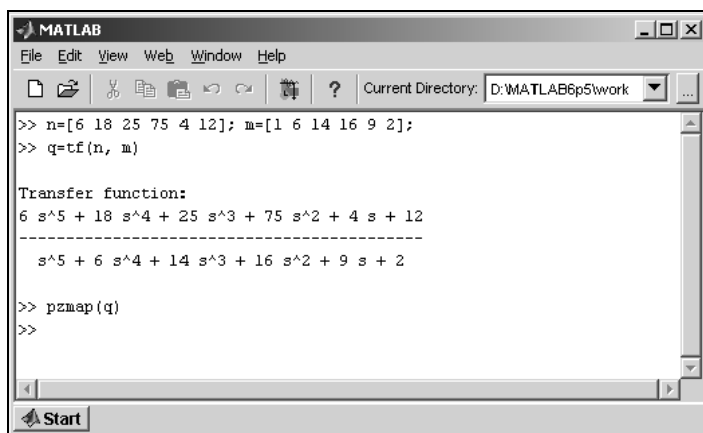 MATLAB
File Edit View Web Window Help
? Current Directory: D:\MATLAB6p5\work ...
>> n=[6 18 25 75 4 12]; m=[1 6 14 16 9 2];
>> q=tf(n, m)
Transfer function:
6 s^5 + 18 s^4 + 25 s^3 + 75 s^2 + 4 s + 12
-------------------------------------------
s^5 + 6 s^4 + 14 s^3 + 16 s^2 + 9 s + 2
>> pzmap(q)
>>
Start